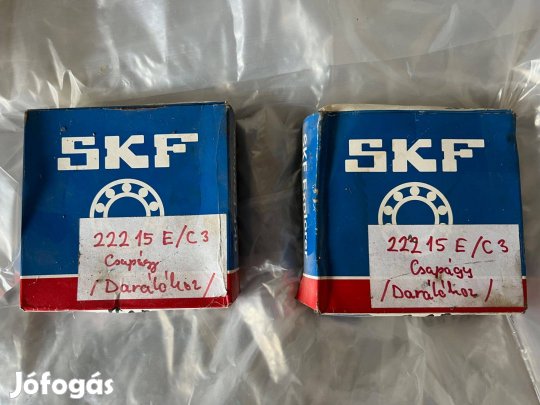 SKF
22215 E/C3
Csapágy
/Darálóhoz/
SKF
22215 E/C3
Csapágy
/Darálóhoz/
Jófogás